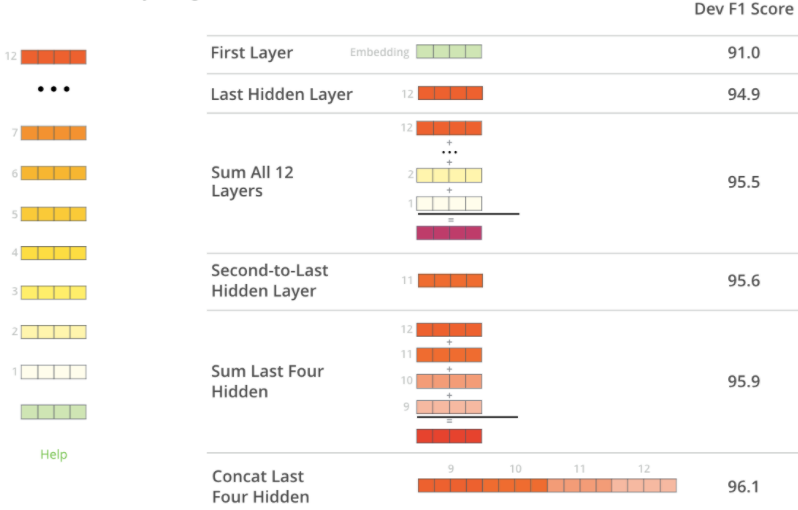 Dev F1 Score
12
• • •
7
6
5
4
3
2
1
Help
First Layer Embedding 91.0
Last Hidden Layer 12 94.9
12
+
...
+
Sum All 12
Layers
2
+
1
=
95.5
Second-to-Last
Hidden Layer
11
95.6
Sum Last Four
Hidden
12
+
11
+
10
+
9
=
95.9
Concat Last
Four Hidden
9 10 11 12
96.1